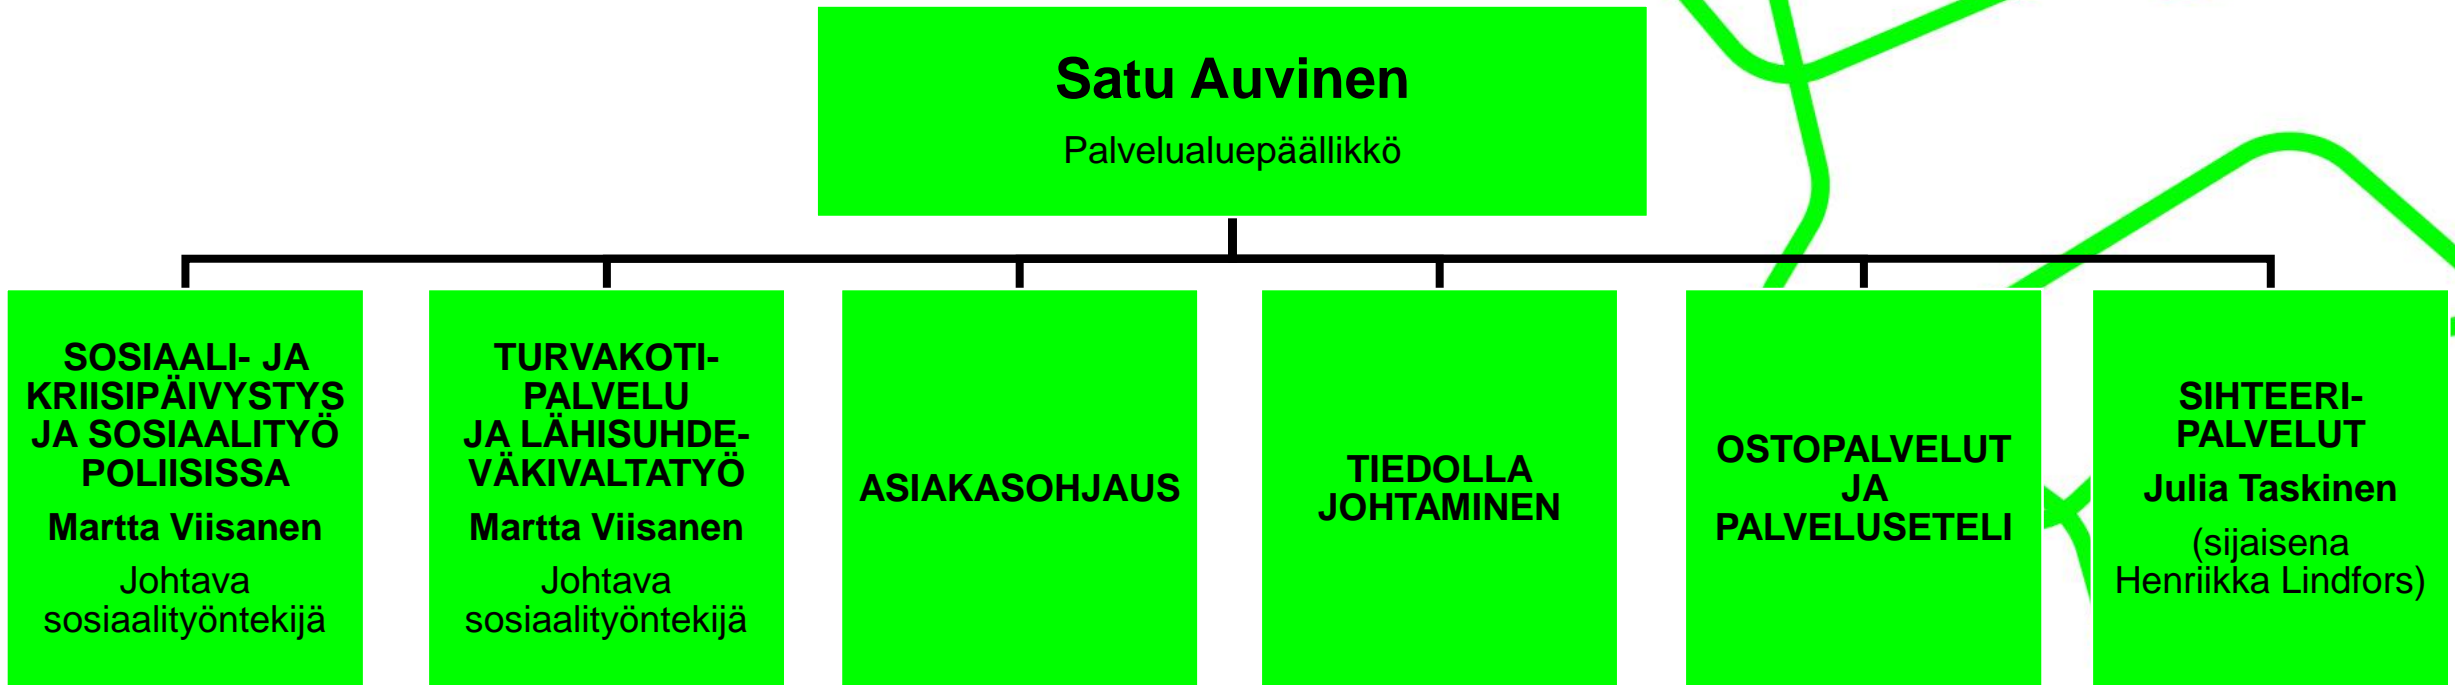 Satu Auvinen
Palvelualuepäällikkö
SOSIAALI- JA
KRIISIPÄIVYSTYS
JA SOSIAALITYÖ
POLIISISSA
Martta Viisanen
Johtava
sosiaalityöntekijä
TURVAKOTI-
PALVELU
JA LÄHISUHDE-
VÄKIVALTATYÖ
Martta Viisanen
Johtava
sosiaalityöntekijä
ASIAKASOHJAUS
TIEDOLLA
JOHTAMINEN
OSTOPALVELUT
JA
PALVELUSETELI
SIHTEERI-
PALVELUT
Julia Taskinen
(sijaisena
Henriikka Lindfors)